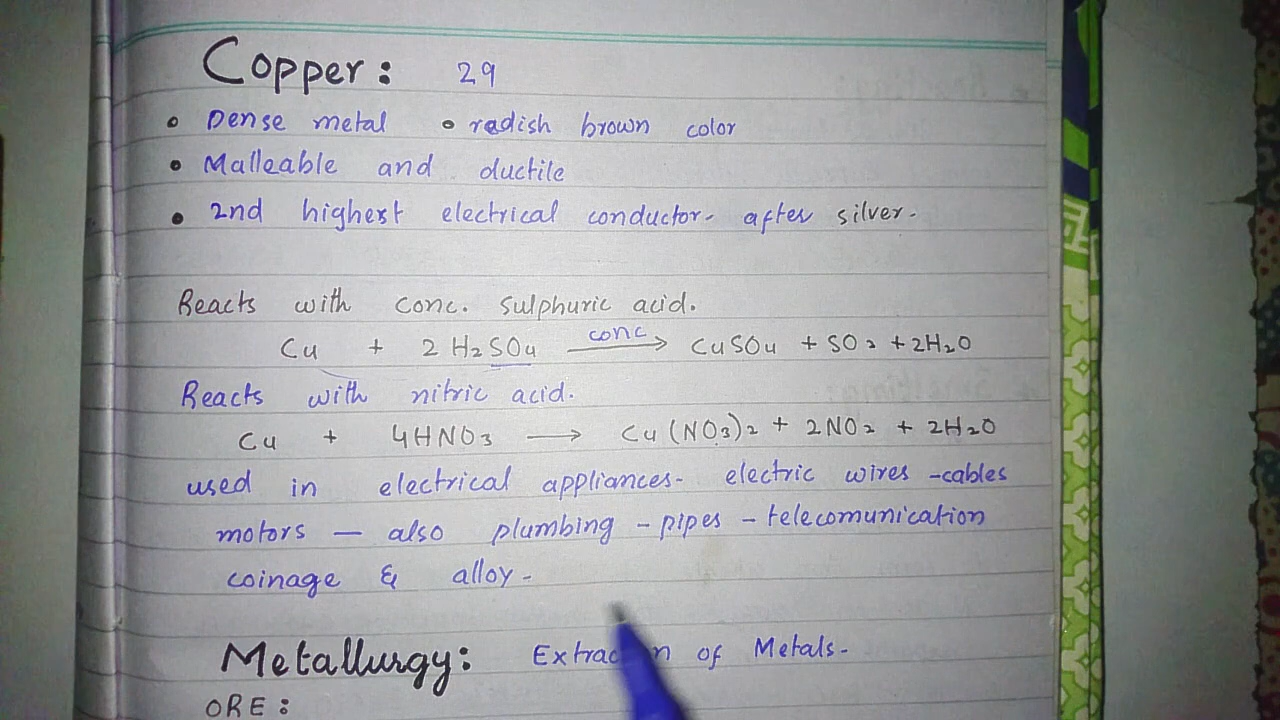 Copper: 29
• Dense metal • radish brown color
• Malleable and ductile
• 2nd highest electrical conductor- after silver.
Reacts with conc. sulphuric acid.
Cu + 2 H2SO4 conc → CuSO4 + SO2 + 2H2O
Reacts with nitric acid.
Cu + 4HNO3 → Cu (NO3)2 + 2NO2 + 2H2O
used in electrical appliances- electric wires -cables
motors — also plumbing - pipes - telecomunication
coinage & alloy -
Metallurgy: of Metals-
ORE :